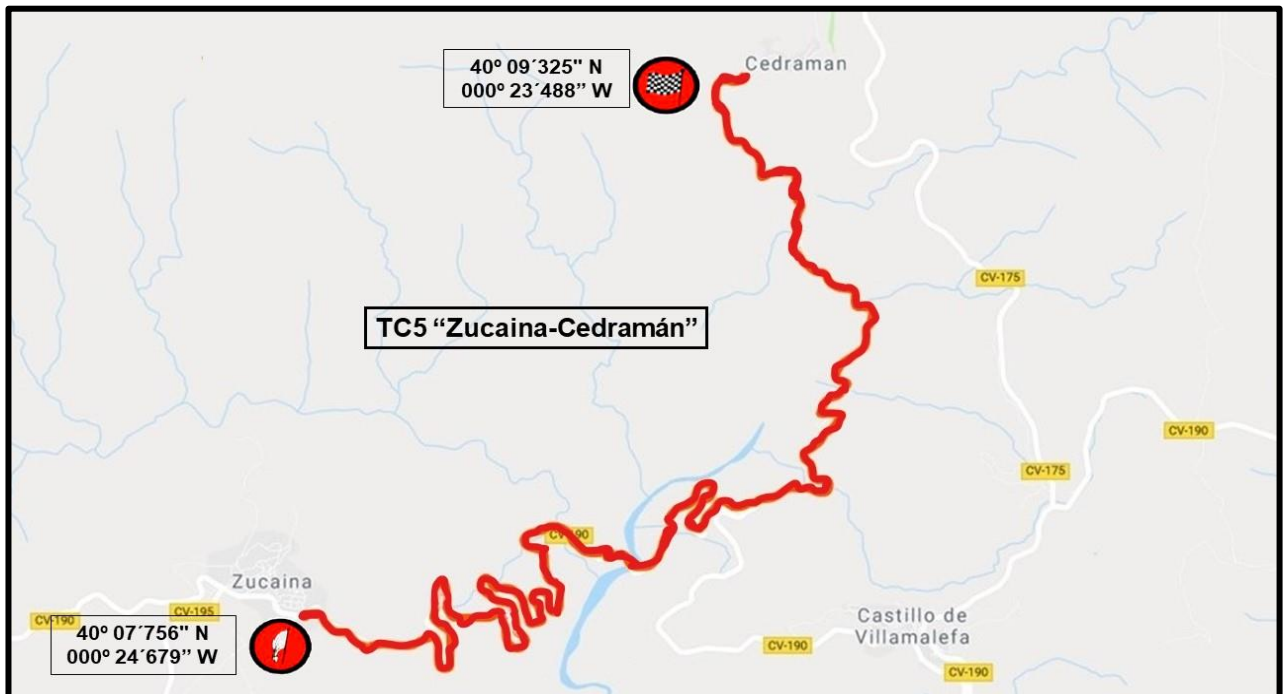 40º 09´325" N
000º 23´488” W
Cedraman
CV-175
TC5 “Zucaina-Cedramán”
CV-190
CV-175
CV-190
Zucaina
CV-195
CV-190
40º 07´756" N
000º 24´679” W
Castillo de
Villamalefa
CV-190
CV-190